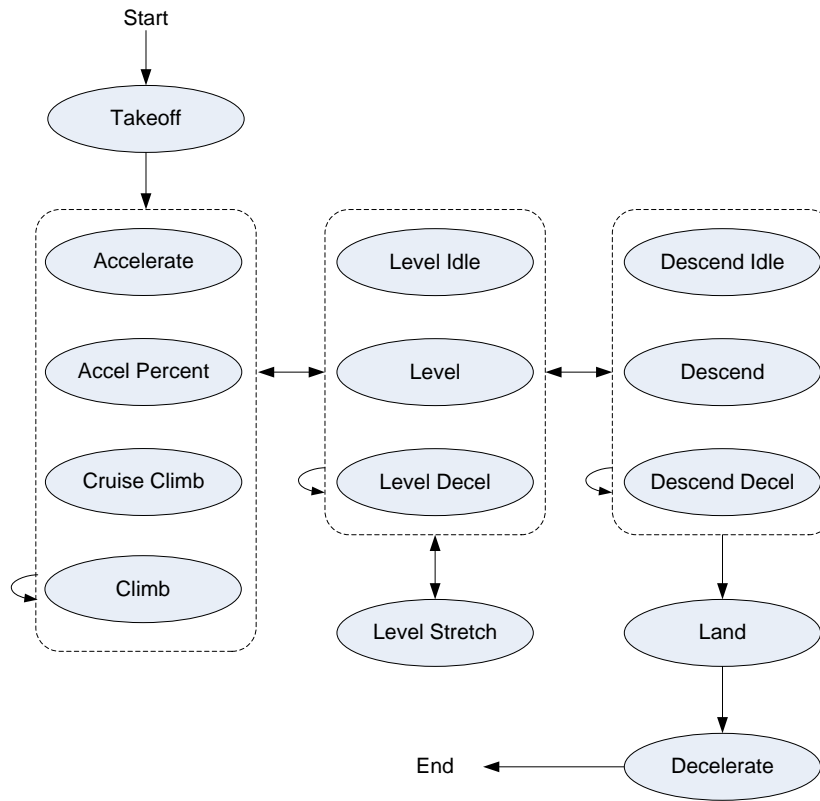 Start
Takeoff
Accelerate
Level Idle
Descend Idle
Accel Percent
Level
Descend
Cruise Climb
Level Decel
Descend Decel
Climb
Level Stretch
Land
End
Decelerate